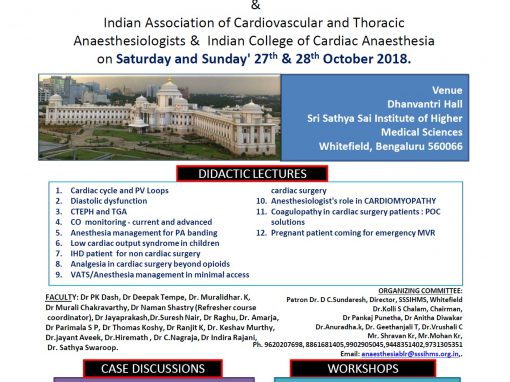 &
Indian Association of Cardiovascular and Thoracic
Anaesthesiologists & Indian College of Cardiac Anaesthesia
on Saturday and Sunday' 27th & 28th October 2018.
Venue
Dhanvantri Hall
Sri Sathya Sai Institute of Higher
Medical Sciences
Whitefield, Bengaluru 560066
DIDACTIC LECTURES
1. Cardiac cycle and PV Loops
2. Diastolic dysfunction
3. CTEPH and TGA
4. CO monitoring - current and advanced
5. Anesthesia management for PA banding
6. Low cardiac output syndrome in children
7. IHD patient for non cardiac surgery
8. Analgesia in cardiac surgery beyond opioids
9. VATS/Anesthesia management in minimal access
cardiac surgery
10. Anesthesiologist's role in CARDIOMYOPATHY
11. Coagulopathy in cardiac surgery patients : POC
solutions
12. Pregnant patient coming for emergency MVR
FACULTY: Dr PK Dash, Dr Deepak Tempe, Dr. Muralidhar. K,
Dr Murali Chakravarthy, Dr Naman Shastry (Refresher course
coordinator), Dr Jayaprakash,Dr.Suresh Nair, Dr Raghu, Dr. Amarja,
Dr Parimala S P, Dr Thomas Koshy, Dr Ranjit K, Dr. Keshav Murthy,
Dr.jayant Aveek, Dr.Hiremath , Dr C.Nagraja, Dr Indira Rajani,
Dr. Sathya Swaroop.
ORGANIZING COMMITTEE:
Patron Dr. D C.Sundaresh, Director, SSSIHMS, Whitefield
Dr.Kolli S Chalam, Chairman,
Dr Pankaj Punetha, Dr Anitha Diwakar
Dr.Anuradha.k, Dr. Geethanjali T, Dr.Vrushali C
Mr. Shravan Kr, Mr.Mohan Kr,
Ph. 9620207698, 8861681405,9902905045,9448351402,9731305351
Email: anaesthesiablr@sssihms.org.in,.
CASE DISCUSSIONS
WORKSHOPS